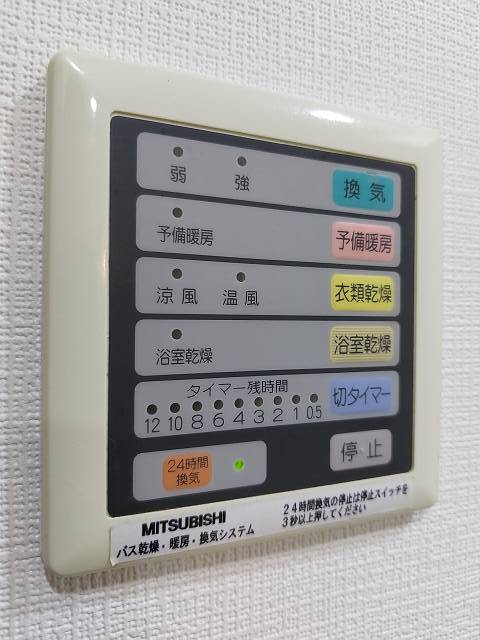 弱 強 換気
予備暖房 予備暖房
涼風 温風 衣類乾燥
浴室乾燥 浴室乾燥
タイマー残時間
12 10 8 6 4 3 2 1 0.5 切タイマー
24時間
換気
停止
MITSUBISHI
バス乾燥・暖房・換気システム
24時間換気の停止は停止スイッチを
3秒以上押してください